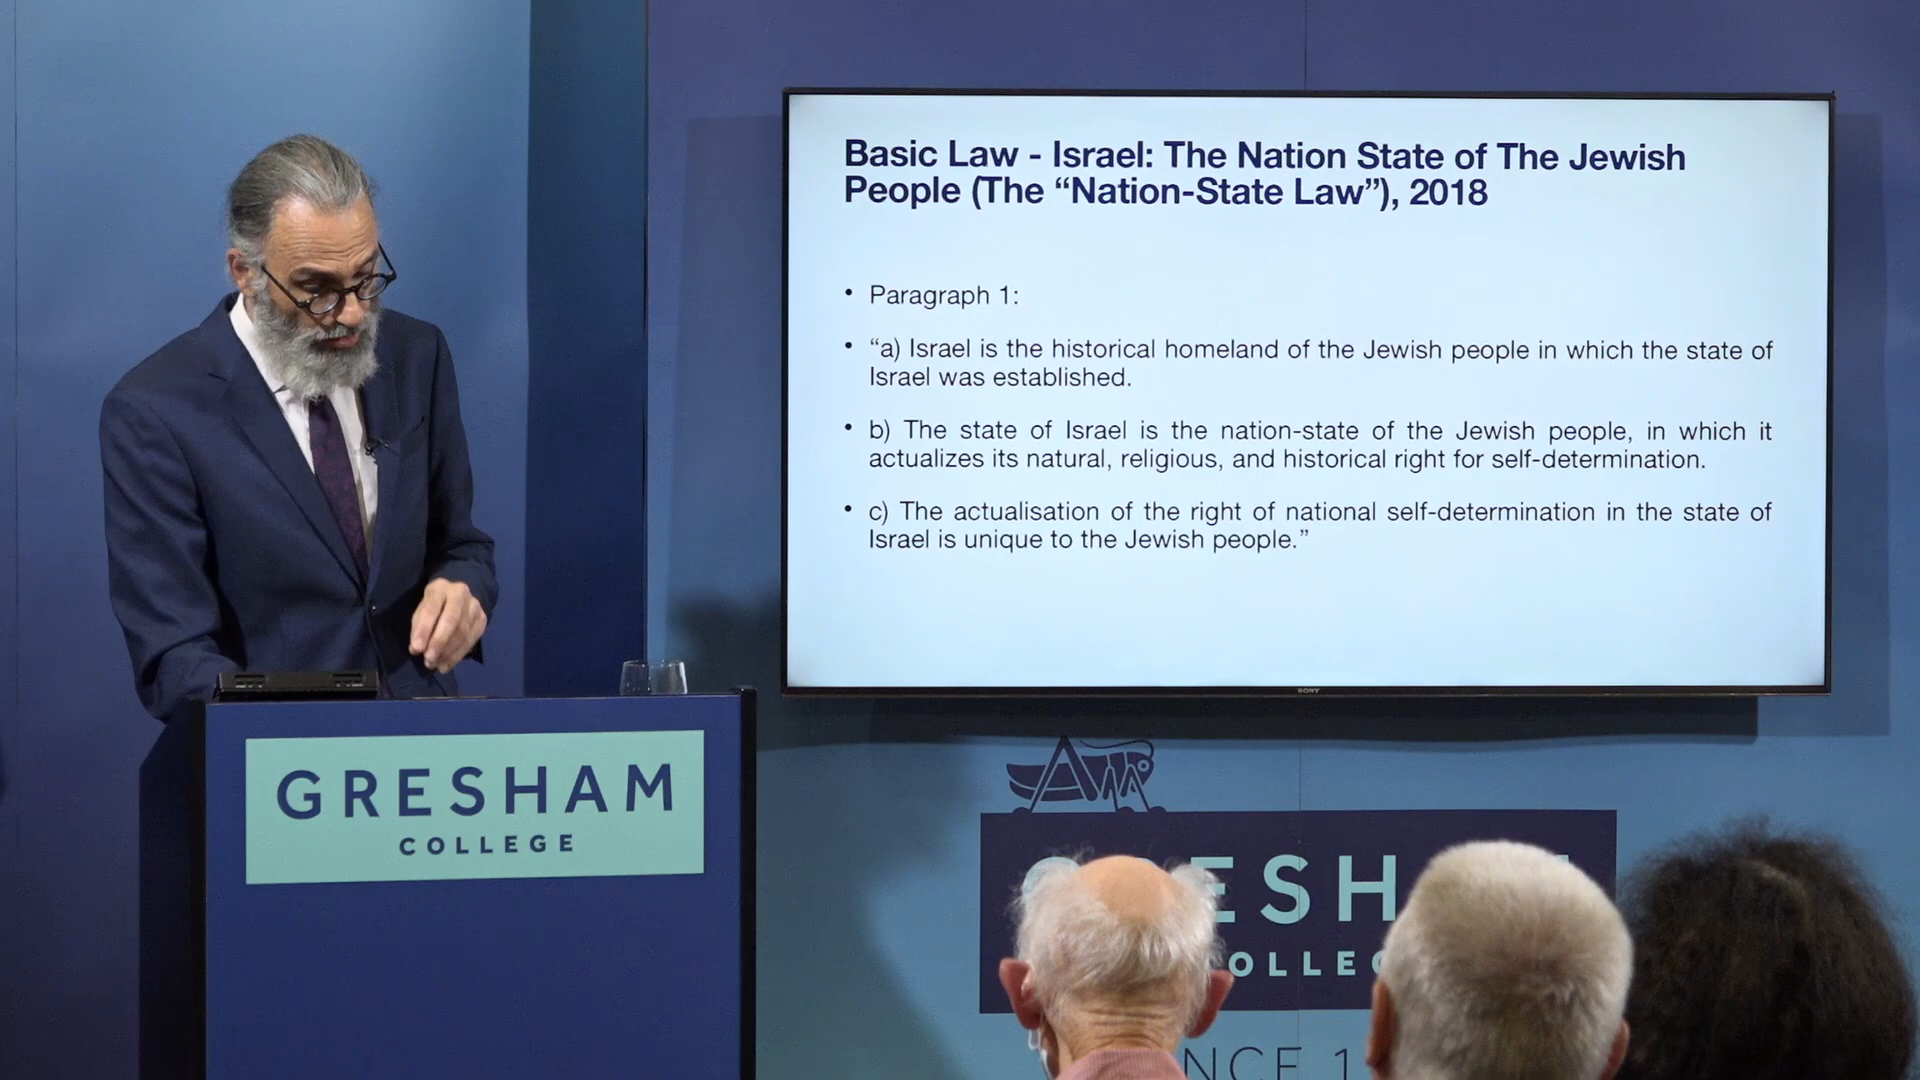 Basic Law - Israel: The Nation State of The Jewish
People (The “Nation-State Law”), 2018
• Paragraph 1:
• “a) Israel is the historical homeland of the Jewish people in which the state of
Israel was established.
• b) The state of Israel is the nation-state of the Jewish people, in which it
actualizes its natural, religious, and historical right for self-determination.
• c) The actualisation of the right of national self-determination in the state of
Israel is unique to the Jewish people.”
SONY
GRESHAM
COLLEGE